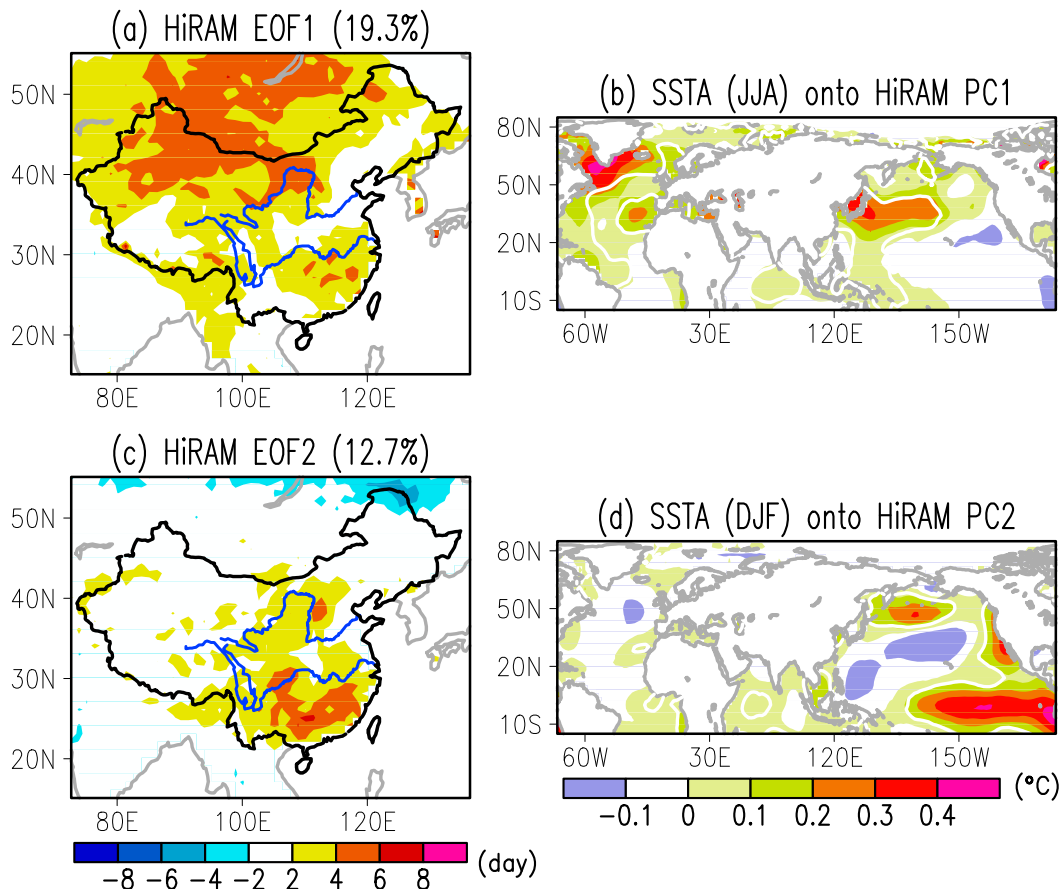 (a) HiRAM EOF1 (19.3%)
50N
40N
30N
20N
80E 100E 120E
(b) SSTA (JJA) onto HiRAM PC1
80N
50N
20N
10S
60W 30E 120E 150W
(c) HiRAM EOF2 (12.7%)
50N
40N
30N
20N
80E 100E 120E
-8 -6 -4 -2 2 4 6 8 (day)
(d) SSTA (DJF) onto HiRAM PC2
80N
50N
20N
10S
60W 30E 120E 150W
-0.1 0 0.1 0.2 0.3 0.4 (°C)